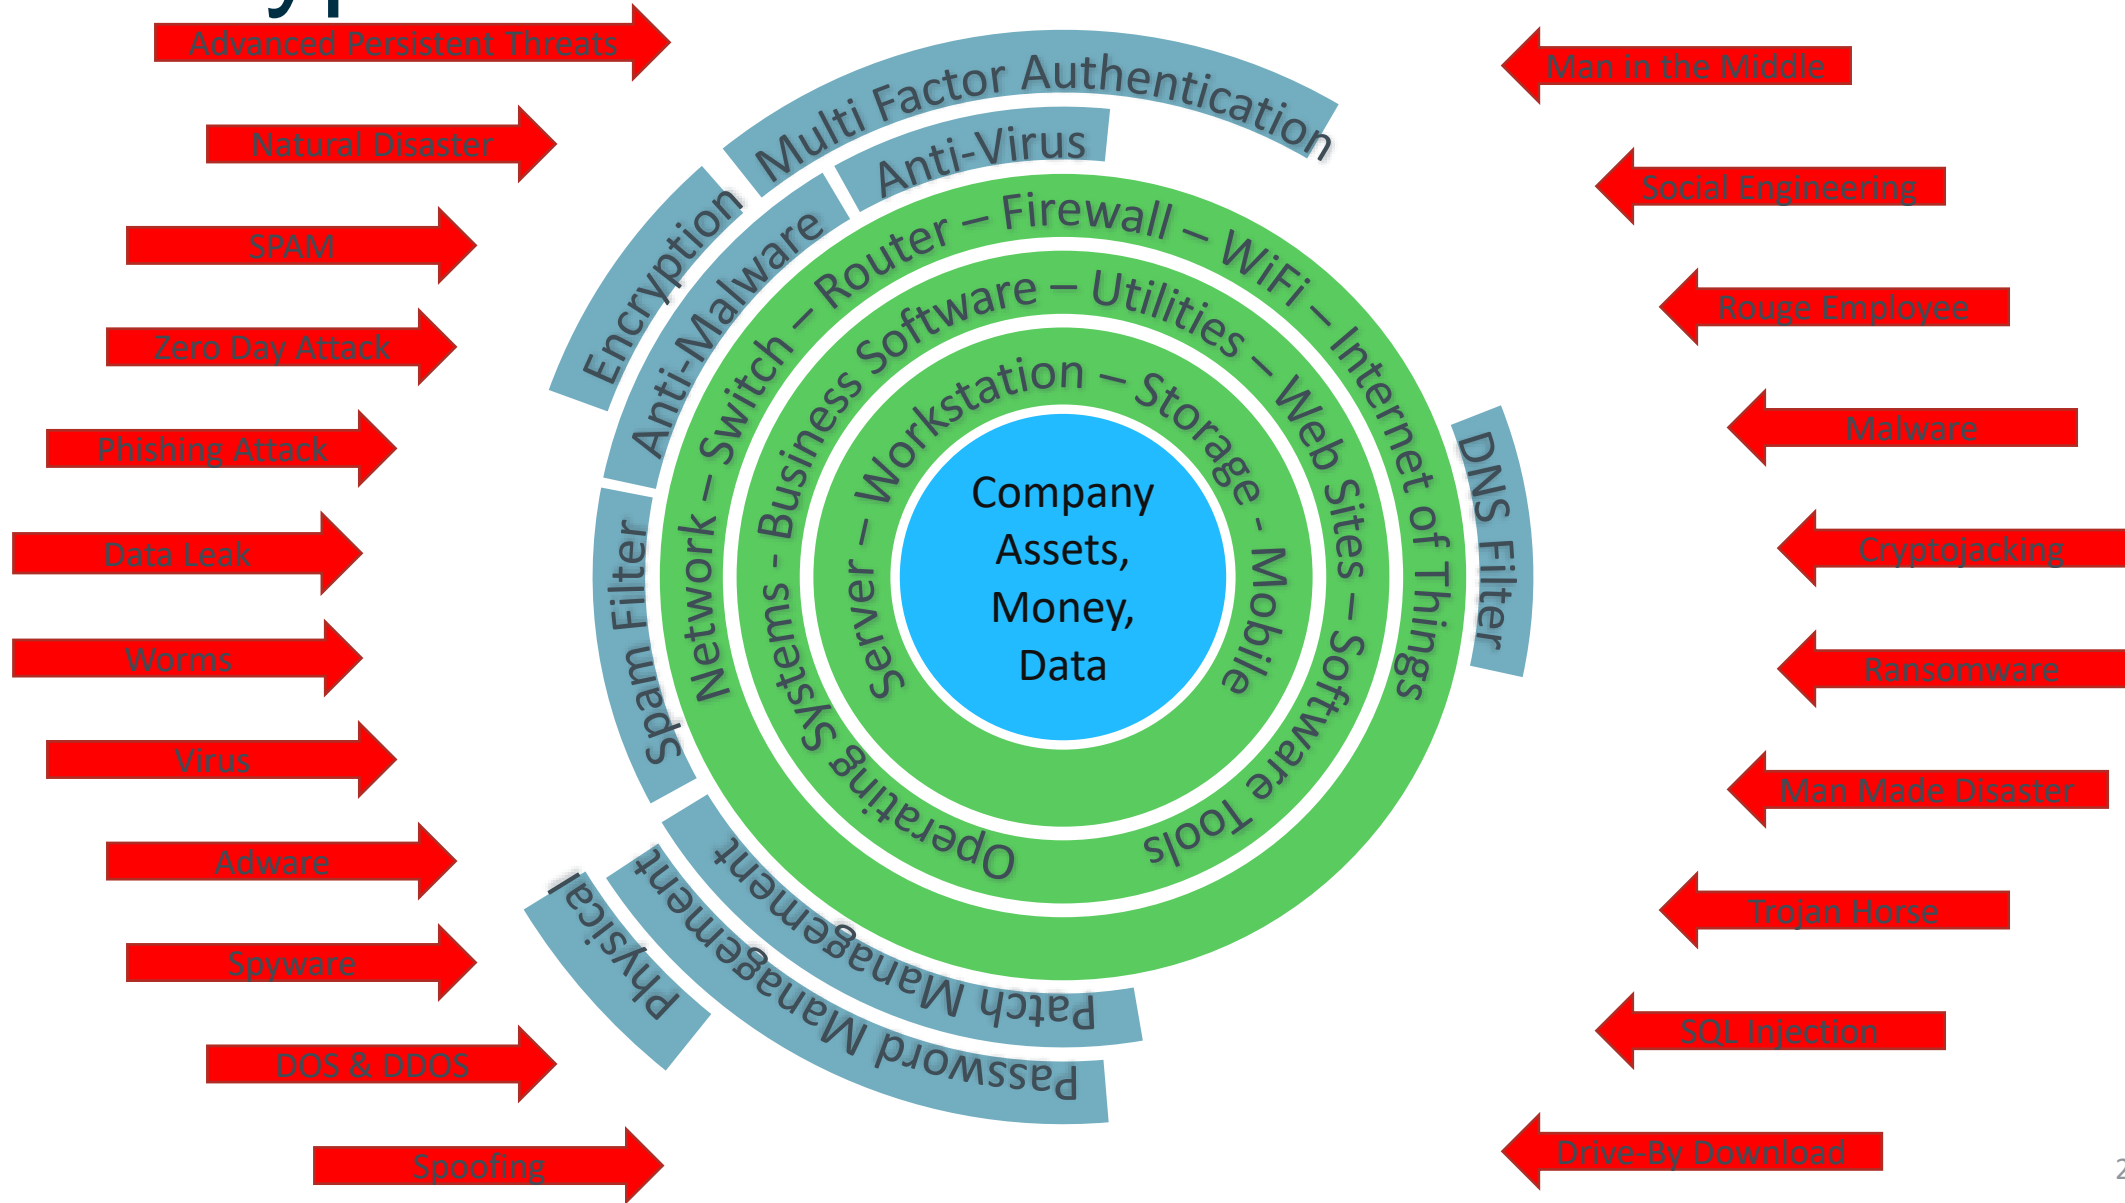 Advanced Persistent Threats
Natural Disaster
SPAM
Zero Day Attack
Phishing Attack
Data Leak
Worms
Virus
Adware
Spyware
DOS & DDOS
Spoofing
Multi Factor Authentication
Anti-Virus
Encryption
Anti-Malware
Spam Filter
DNS Filter
Patch Management
Password Management
Physical
Network – Switch – Router – Firewall – WiFi – Internet of Things
Operating Systems - Business Software – Utilities – Web Sites – Software Tools
Server – Workstation – Storage - Mobile
Company
Assets,
Money,
Data
Man in the Middle
Social Engineering
Rouge Employee
Malware
Cryptojacking
Ransomware
Man Made Disaster
Trojan Horse
SQL Injection
Drive-By Download